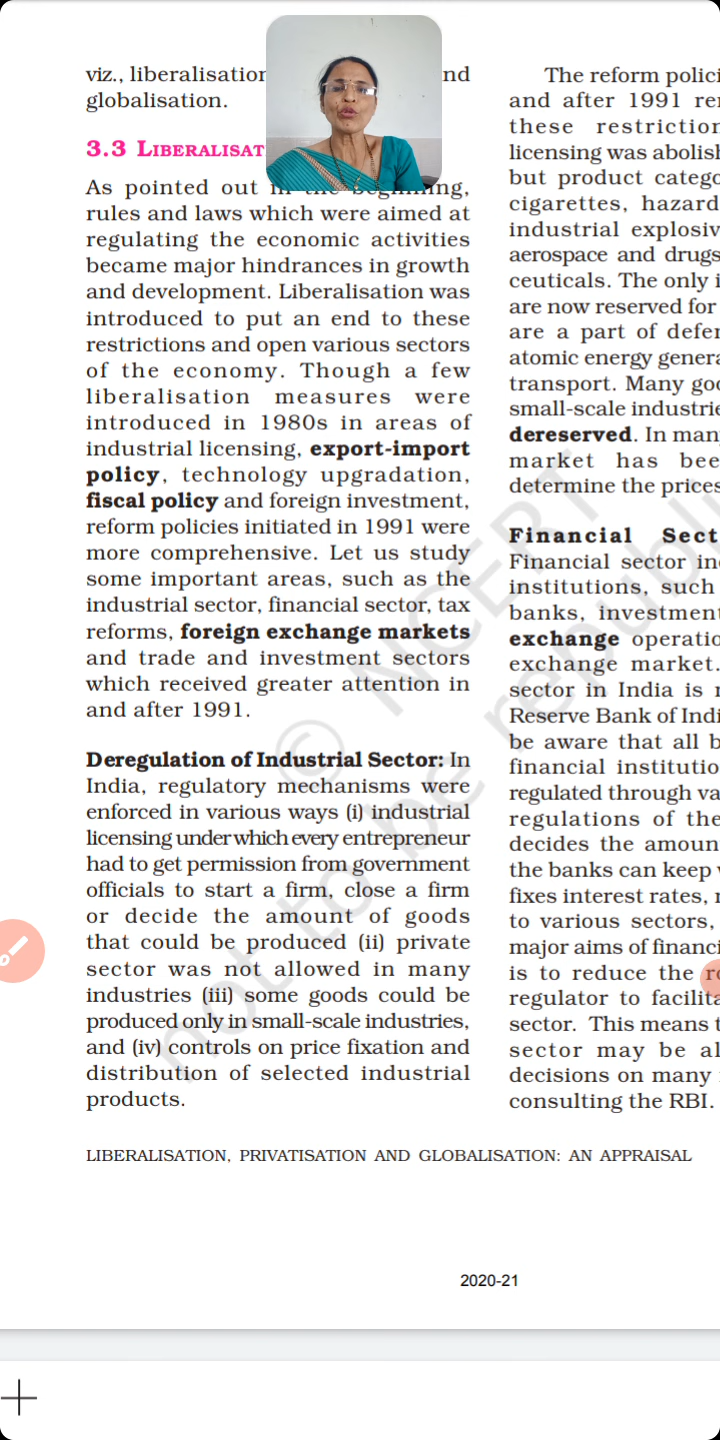 viz., liberalisation nd
globalisation.
3.3 LIBERALISAT
As pointed out in the beginning,
rules and laws which were aimed at
regulating the economic activities
became major hindrances in growth
and development. Liberalisation was
introduced to put an end to these
restrictions and open various sectors
of the economy. Though a few
liberalisation measures were
introduced in 1980s in areas of
industrial licensing, export-import
policy, technology upgradation,
fiscal policy and foreign investment,
reform policies initiated in 1991 were
more comprehensive. Let us study
some important areas, such as the
industrial sector, financial sector, tax
reforms, foreign exchange markets
and trade and investment sectors
which received greater attention in
and after 1991.
Deregulation of Industrial Sector: In
India, regulatory mechanisms were
enforced in various ways (i) industrial
licensing under which every entrepreneur
had to get permission from government
officials to start a firm, close a firm
or decide the amount of goods
that could be produced (ii) private
sector was not allowed in many
industries (iii) some goods could be
produced only in small-scale industries,
and (iv) controls on price fixation and
distribution of selected industrial
products.
The reform polici
and after 1991 re
these restriction
licensing was abolish
but product catego
cigarettes, hazard
industrial explosiv
aerospace and drugs
ceuticals. The only i
are now reserved for
are a part of defen
atomic energy genera
transport. Many goo
small-scale industrie
dereserved. In man
market has bee
determine the prices
Financial Sect
Financial sector in
institutions, such
banks, investment
exchange operatio
exchange market.
sector in India is r
Reserve Bank of Indi
be aware that all b
financial institutio
regulated through va
regulations of the
decides the amoun
the banks can keep
fixes interest rates, n
to various sectors,
major aims of financi
is to reduce the ro
regulator to facilita
sector. This means t
sector may be al
decisions on many
consulting the RBI.
LIBERALISATION, PRIVATISATION AND GLOBALISATION: AN APPRAISAL
2020-21
© NCERT
not to be republi